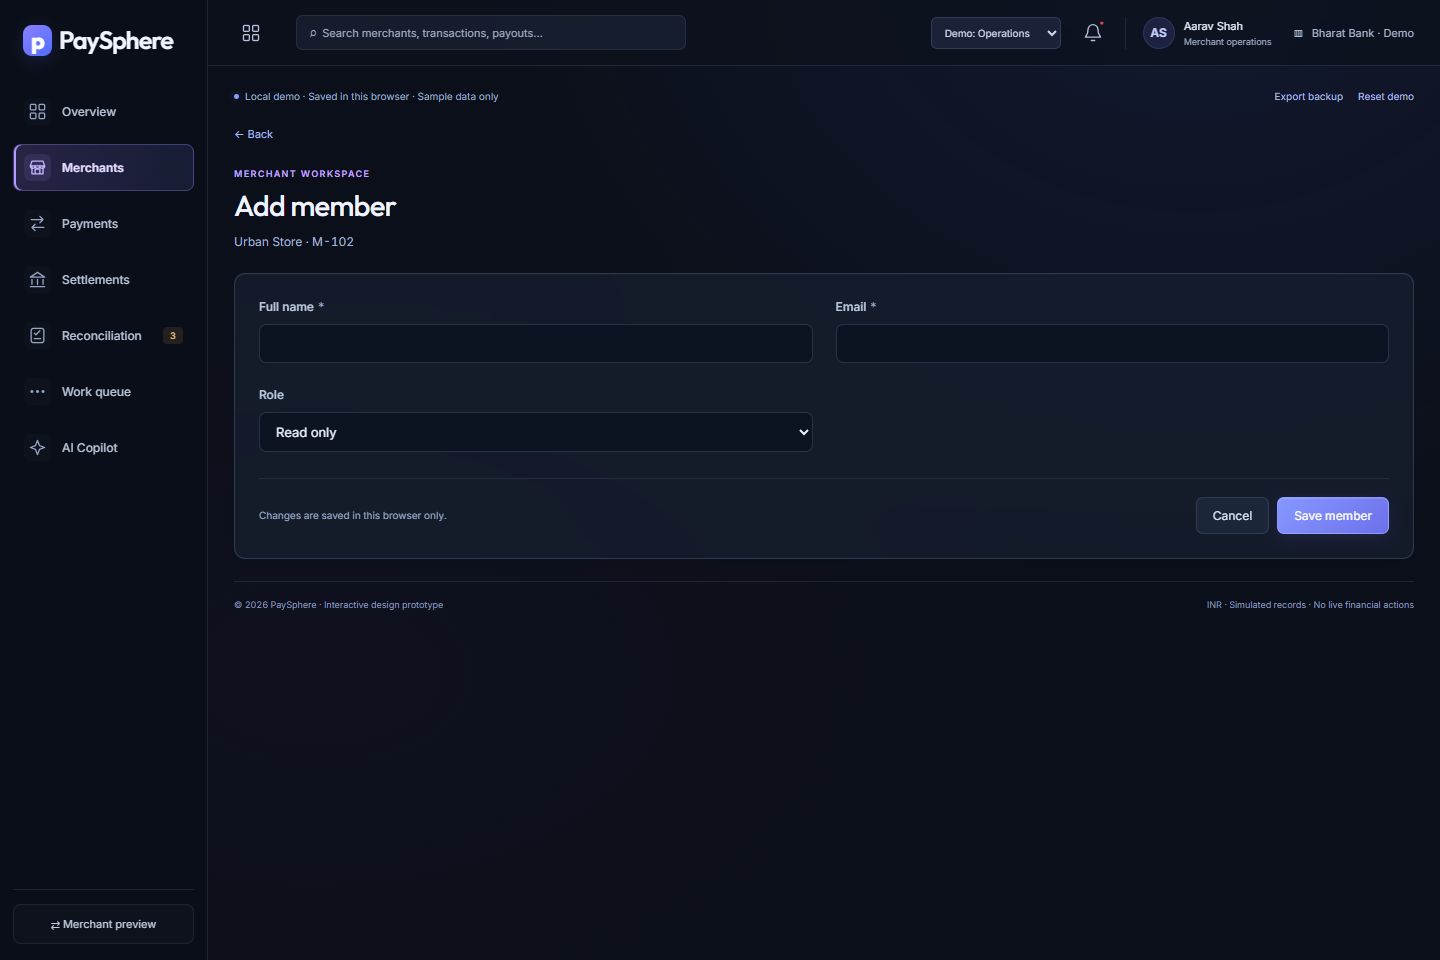 PaySphere
Search merchants, transactions, payouts...
Demo: Operations
AS
Aarav Shah
Merchant operations
Bharat Bank · Demo
Overview
Merchants
Payments
Settlements
Reconciliation 3
Work queue
AI Copilot
⇄ Merchant preview
Local demo · Saved in this browser · Sample data only
Export backup
Reset demo
← Back
MERCHANT WORKSPACE
Add member
Urban Store · M-102
Full name *
Email *
Role
Read only
Changes are saved in this browser only.
Cancel
Save member
© 2026 PaySphere · Interactive design prototype
INR · Simulated records · No live financial actions